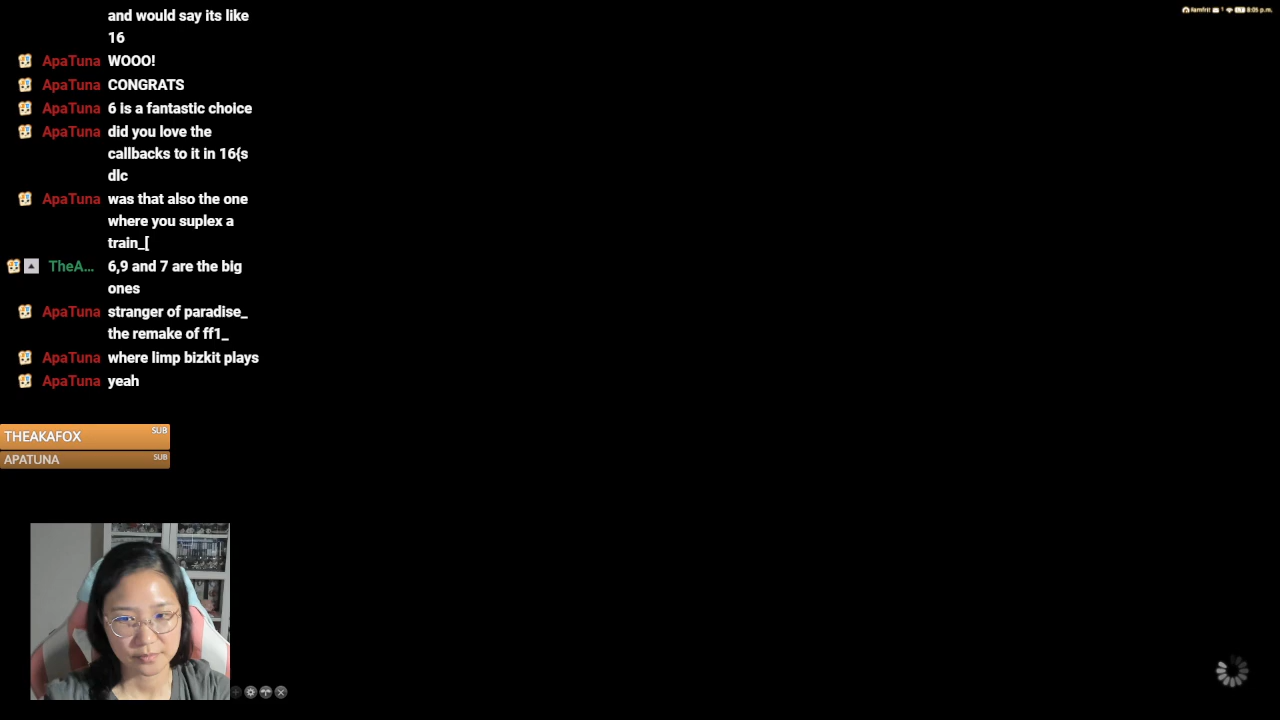 and would say its like
16
ApaTuna WOOO!
ApaTuna CONGRATS
ApaTuna 6 is a fantastic choice
ApaTuna did you love the
callbacks to it in 16{s
dlc
ApaTuna was that also the one
where you suplex a
train_[
TheA... 6,9 and 7 are the big
ones
ApaTuna stranger of paradise_
the remake of ff1_
ApaTuna where limp bizkit plays
ApaTuna yeah
THEAKAFOX SUB
APATUNA SUB
8:05 p.m.